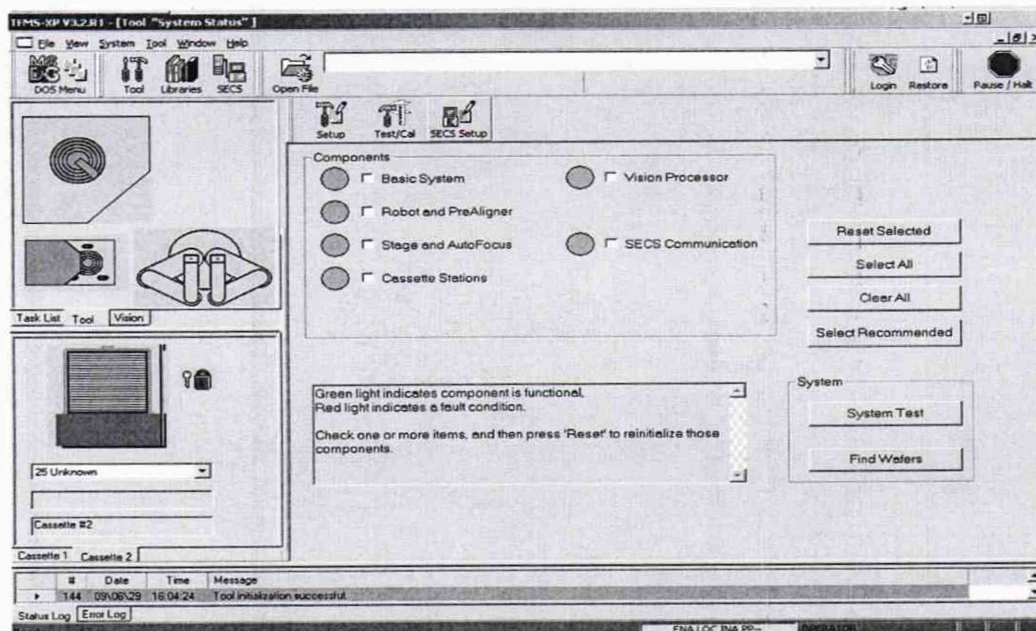 TFMS-XP V3.2.R1 - [Tool "System Status" ]
File View System Tool Window Help
DOS Menu Tool Libraries SECS Open File Login Restore Pause / Halt
Setup Test/Cal SECS Setup
Components
Basic System Vision Processor
Robot and PreAligner
Stage and AutoFocus SECS Communication
Cassette Stations
Reset Selected
Select All
Clear All
Select Recommended
Task List Tool Vision
Green light indicates component is functional.
Red light indicates a fault condition.
Check one or more items, and then press 'Reset' to reinitialize those
components.
System
System Test
Find Wafers
25 Unknown
Cassette #2
Cassette 1 Cassette 2
# Date Time Message
144 09\06\29 16:04:24 Tool initialization successful
Status Log Error Log
OPERATOR